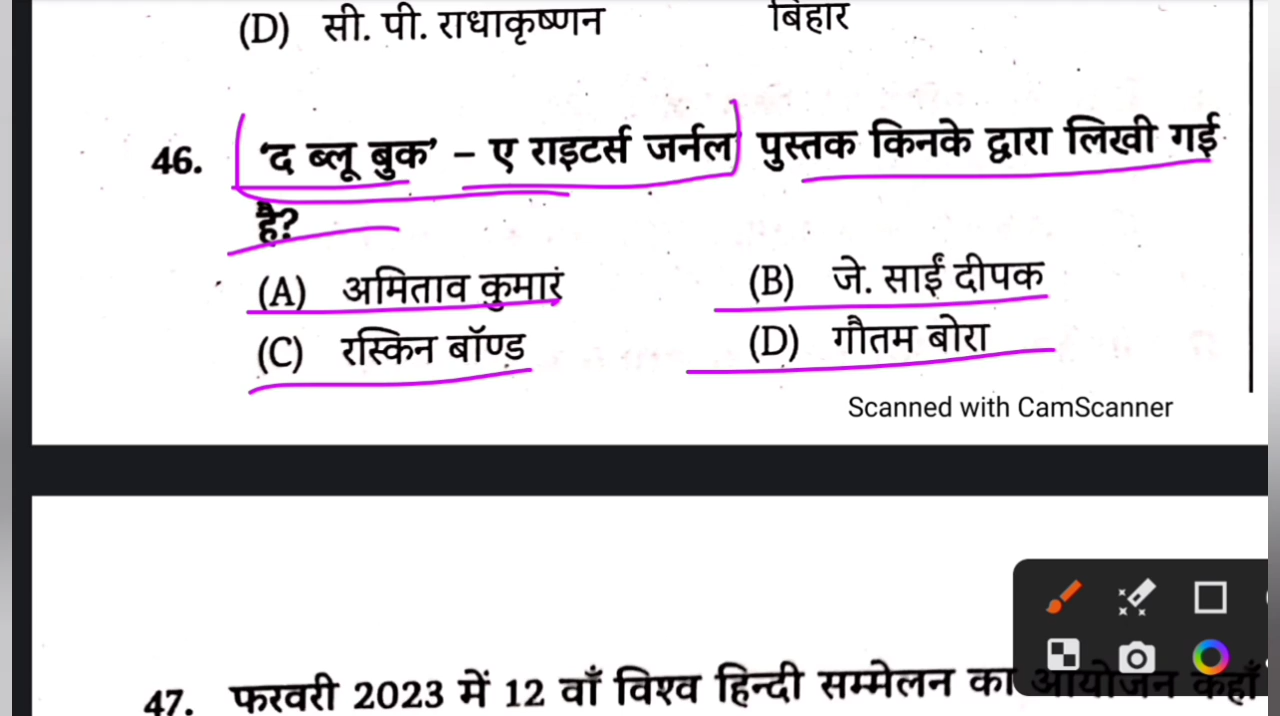 (D) सी. पी. राधाकृष्णन बिहार
46. 'द ब्लू बुक' – ए राइटर्स जर्नल पुस्तक किनके द्वारा लिखी गई
है?
(A) अमिताव कुमार (B) जे. साईं दीपक
(C) रस्किन बॉण्ड (D) गौतम बोरा
Scanned with CamScanner
47. फरवरी 2023 में 12 वाँ विश्व हिन्दी सम्मेलन का आयोजन कहाँ